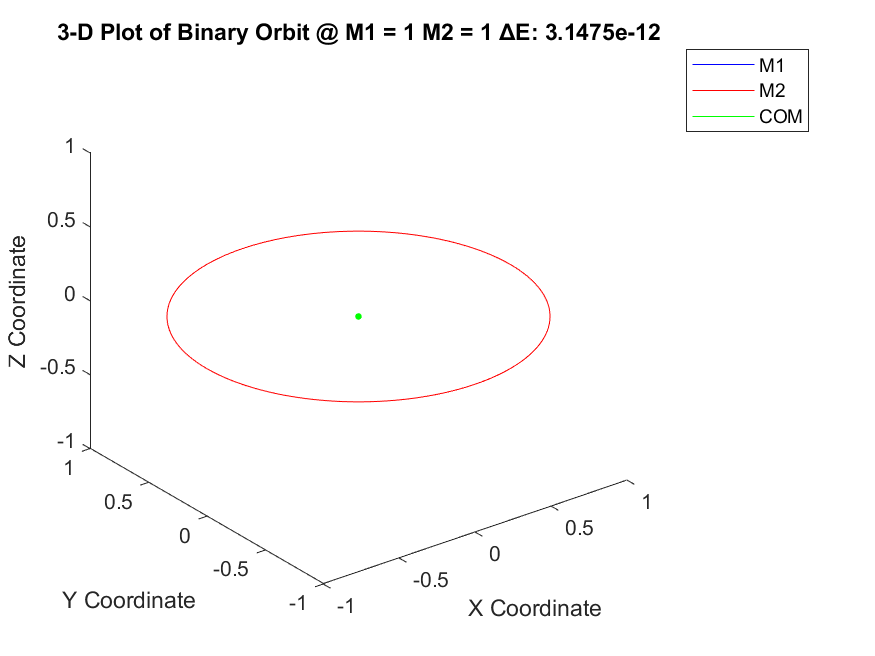 3-D Plot of Binary Orbit @ M1 = 1 M2 = 1 ΔE: 3.1475e-12
M1
M2
COM
Z Coordinate
1
0.5
0
-0.5
-1
1
0.5
0
-0.5
-1
Y Coordinate
-1
-0.5
0
0.5
1
X Coordinate